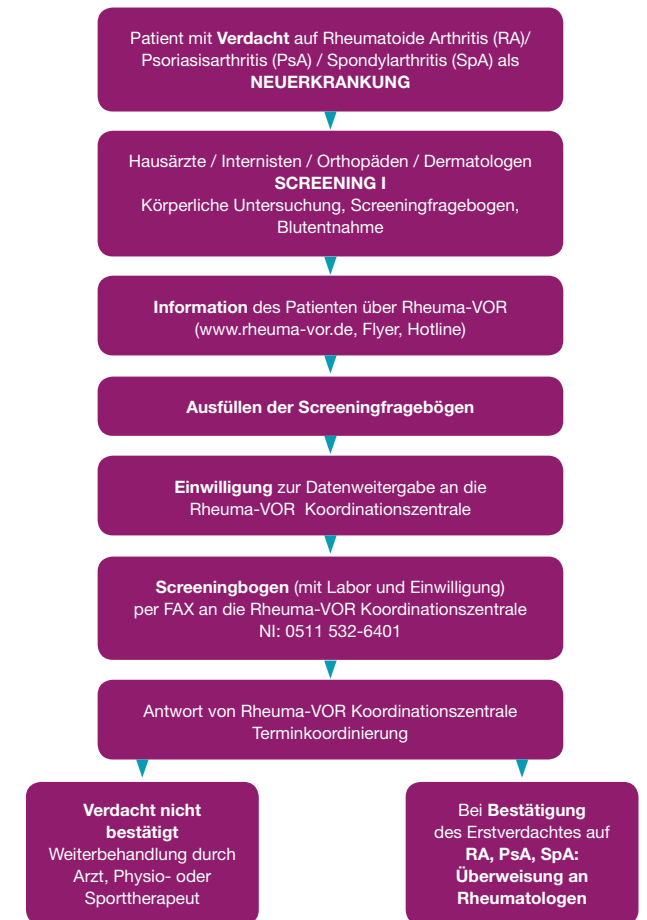 Patient mit Verdacht auf Rheumatoide Arthritis (RA)/
Psoriasisarthritis (PsA) / Spondylarthritis (SpA) als
NEUERKRANKUNG
Hausärzte / Internisten / Orthopäden / Dermatologen
SCREENING I
Körperliche Untersuchung, Screeningfragebogen,
Blutentnahme
Information des Patienten über Rheuma-VOR
(www.rheuma-vor.de, Flyer, Hotline)
Ausfüllen der Screeningfragebögen
Einwilligung zur Datenweitergabe an die
Rheuma-VOR Koordinationszentrale
Screeningbogen (mit Labor und Einwilligung)
per FAX an die Rheuma-VOR Koordinationszentrale
NI: 0511 532-6401
Antwort von Rheuma-VOR Koordinationszentrale
Terminkoordinierung
Verdacht nicht
bestätigt
Weiterbehandlung durch
Arzt, Physio- oder
Sporttherapeut
Bei Bestätigung
des Erstverdachtes auf
RA, PsA, SpA:
Überweisung an
Rheumatologen